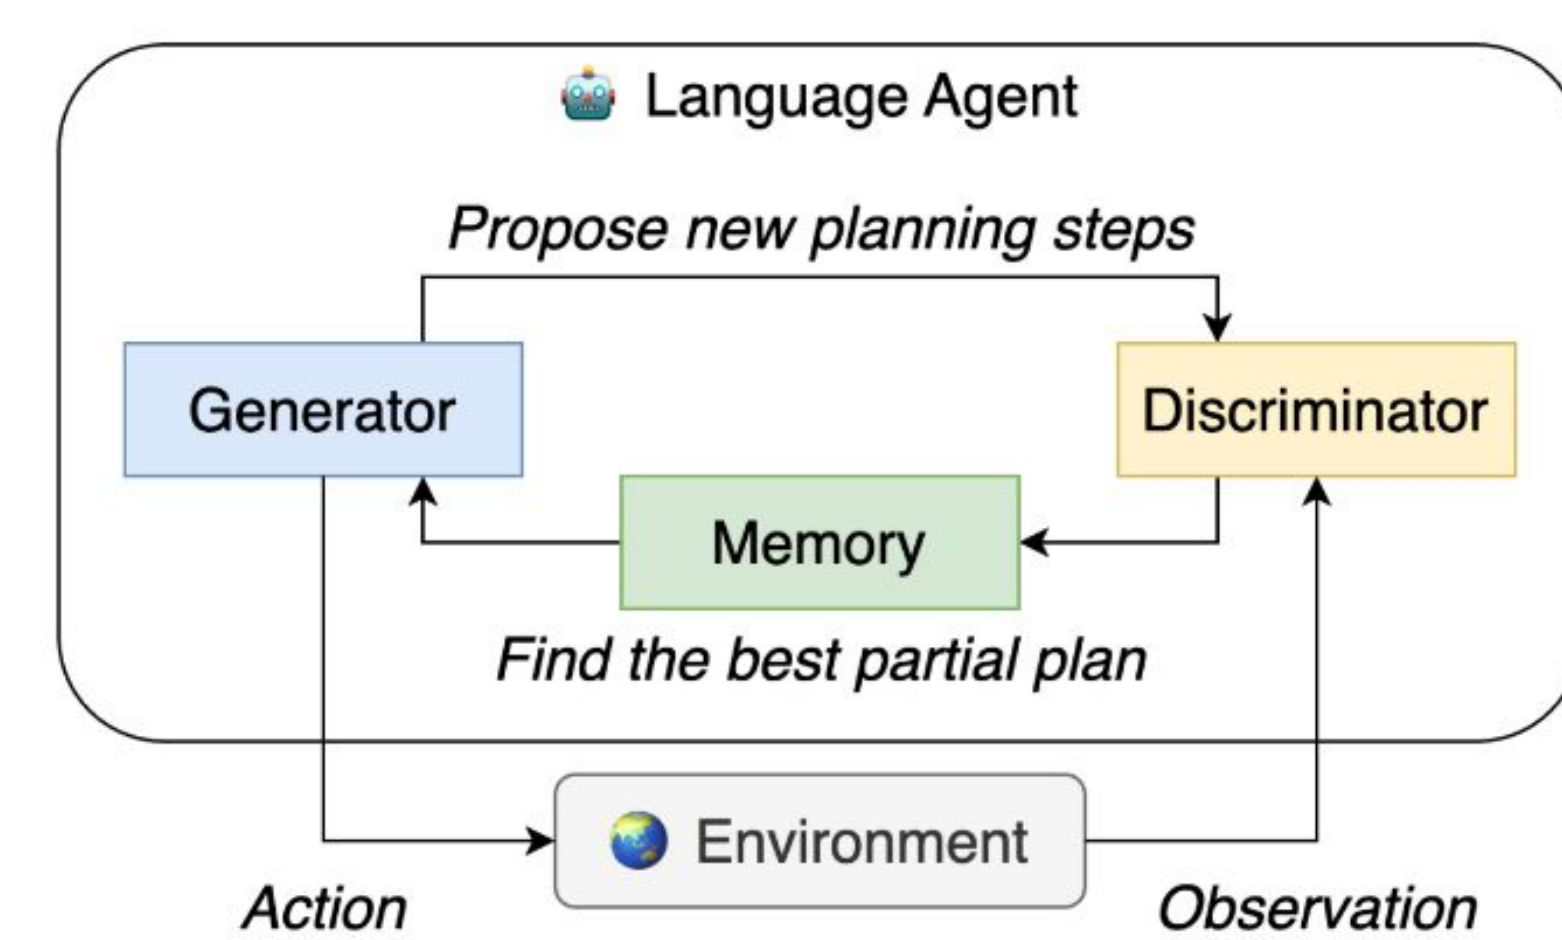 Language Agent
Propose new planning steps
Generator
Discriminator
Memory
Find the best partial plan
Environment
Action
Observation